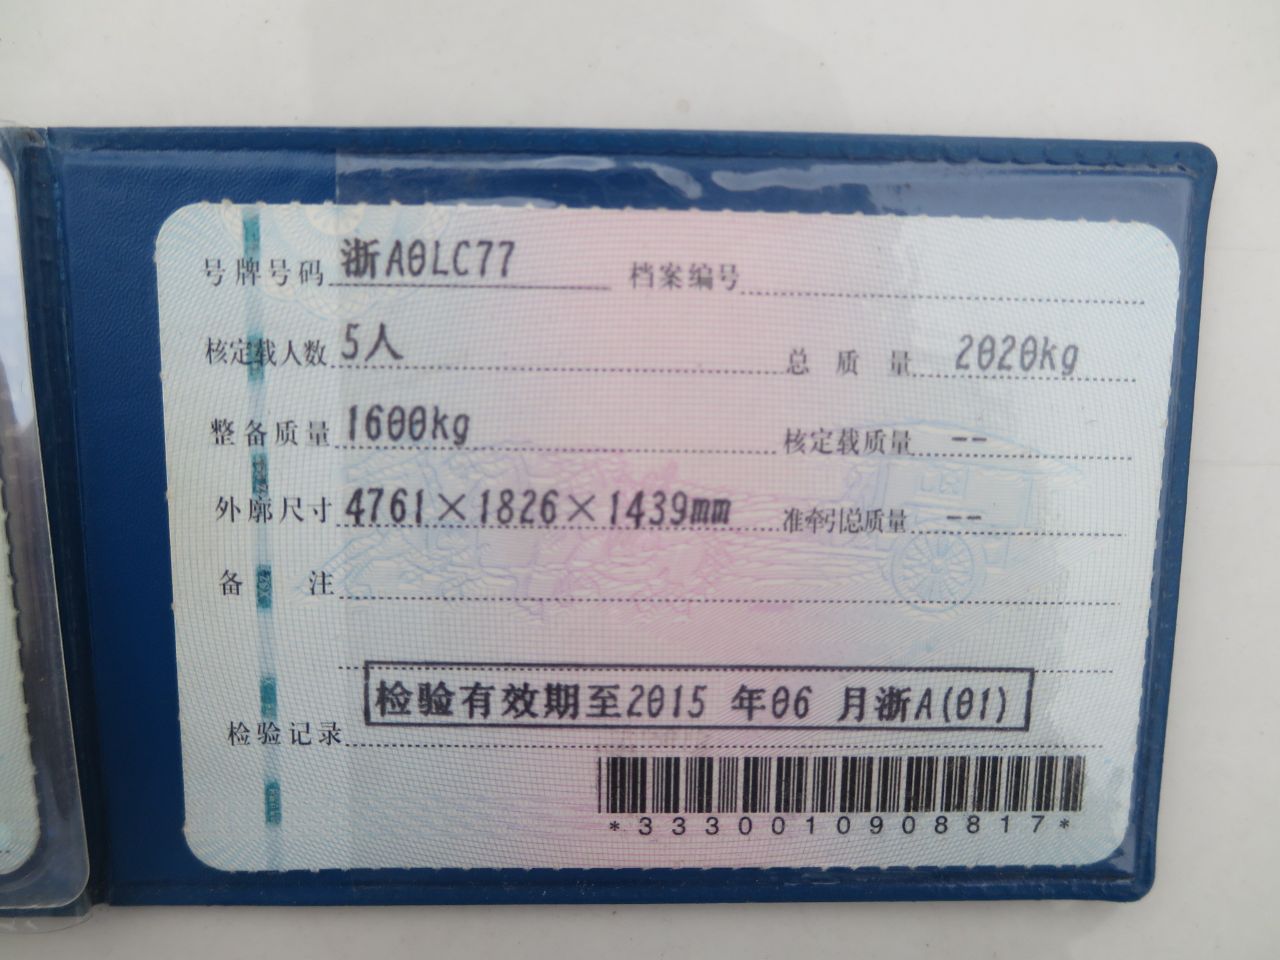 号牌号码 浙A0LC77 档案编号
核定载人数 5人 总质量 2020kg
整备质量 1600kg 核定载质量 --
外廓尺寸 4761×1826×1439mm 准牵引总质量 --
备注
检验记录 检验有效期至2015 年06 月浙A(01)
*3330010908817*